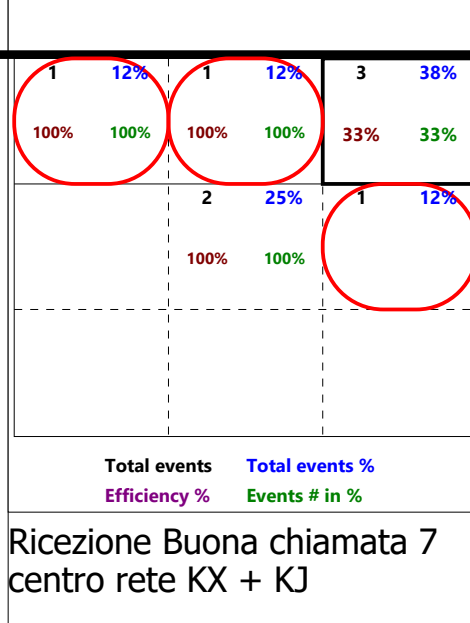 1 12% 1 12% 3 38%
100% 100% 100% 100% 33% 33%
2 25% 1 12%
100% 100%
Total events Total events %
Efficiency % Events # in %
Ricezione Buona chiamata 7
centro rete KX + KJ